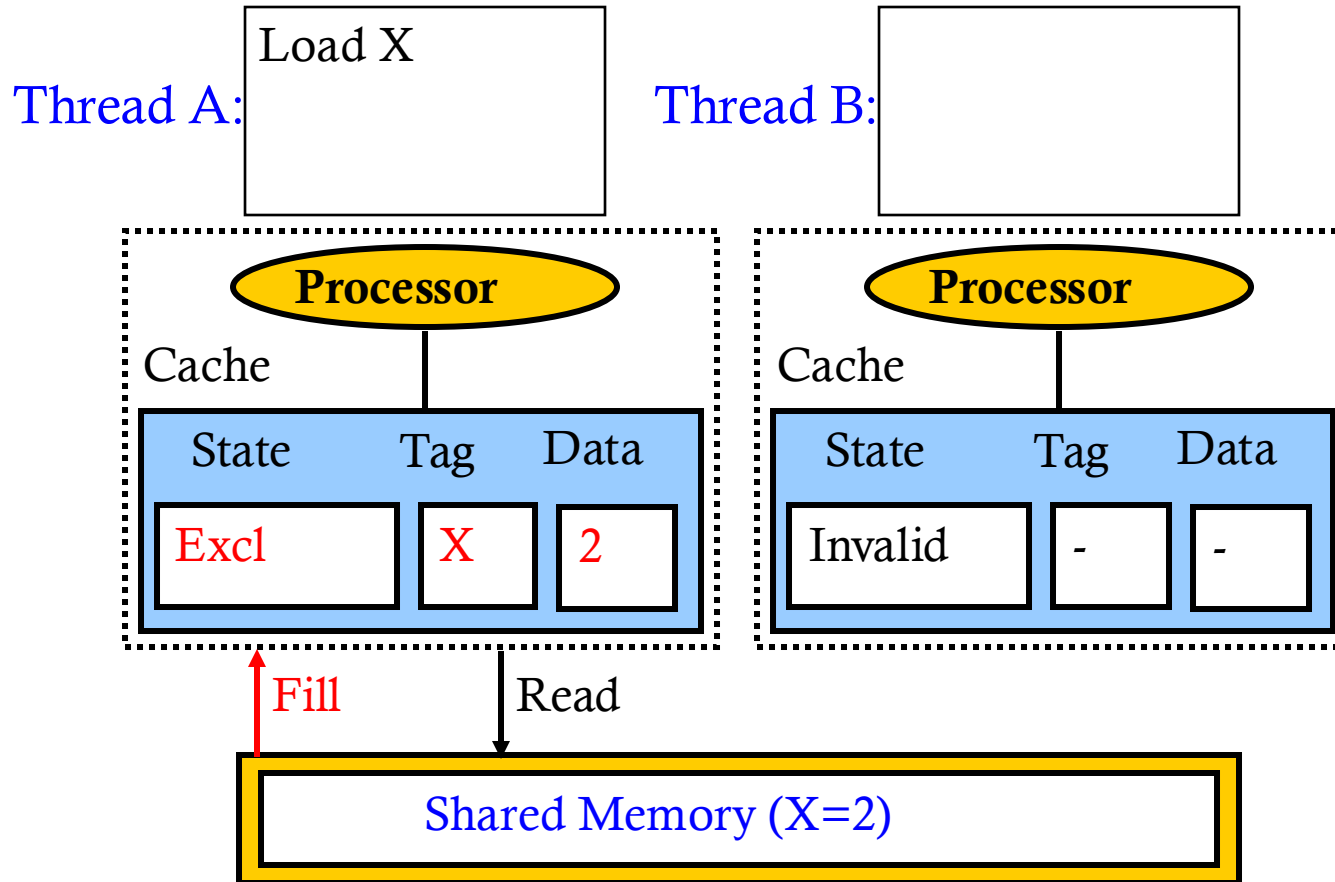 Load X
Thread A:
Thread B:
Processor
Processor
Cache
Cache
State Tag Data
State Tag Data
Excl X 2
Invalid - -
Fill
Read
Shared Memory (X=2)